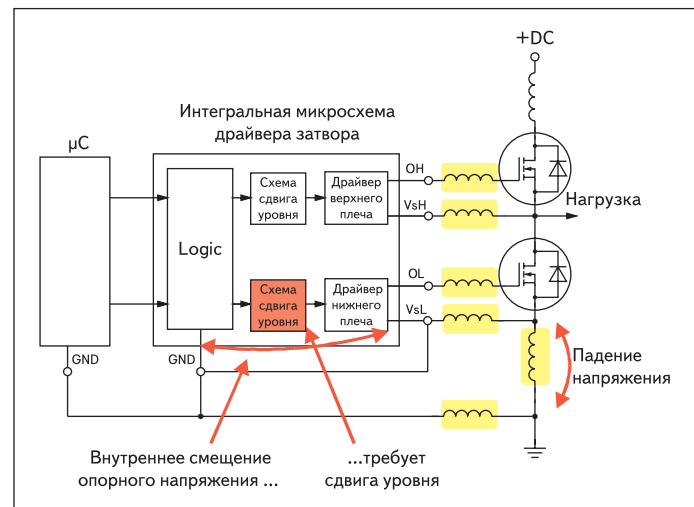 +DC
Интегральная микросхема
драйвера затвора
µC
Logic
Схема
сдвига
уровня
Драйвер
верхнего
плеча
OH
VsH
Нагрузка
Схема
сдвига
уровня
Драйвер
нижнего
плеча
OL
VsL
GND
GND
Падение
напряжения
Внутреннее смещение
опорного напряжения ...
...требует
сдвига уровня